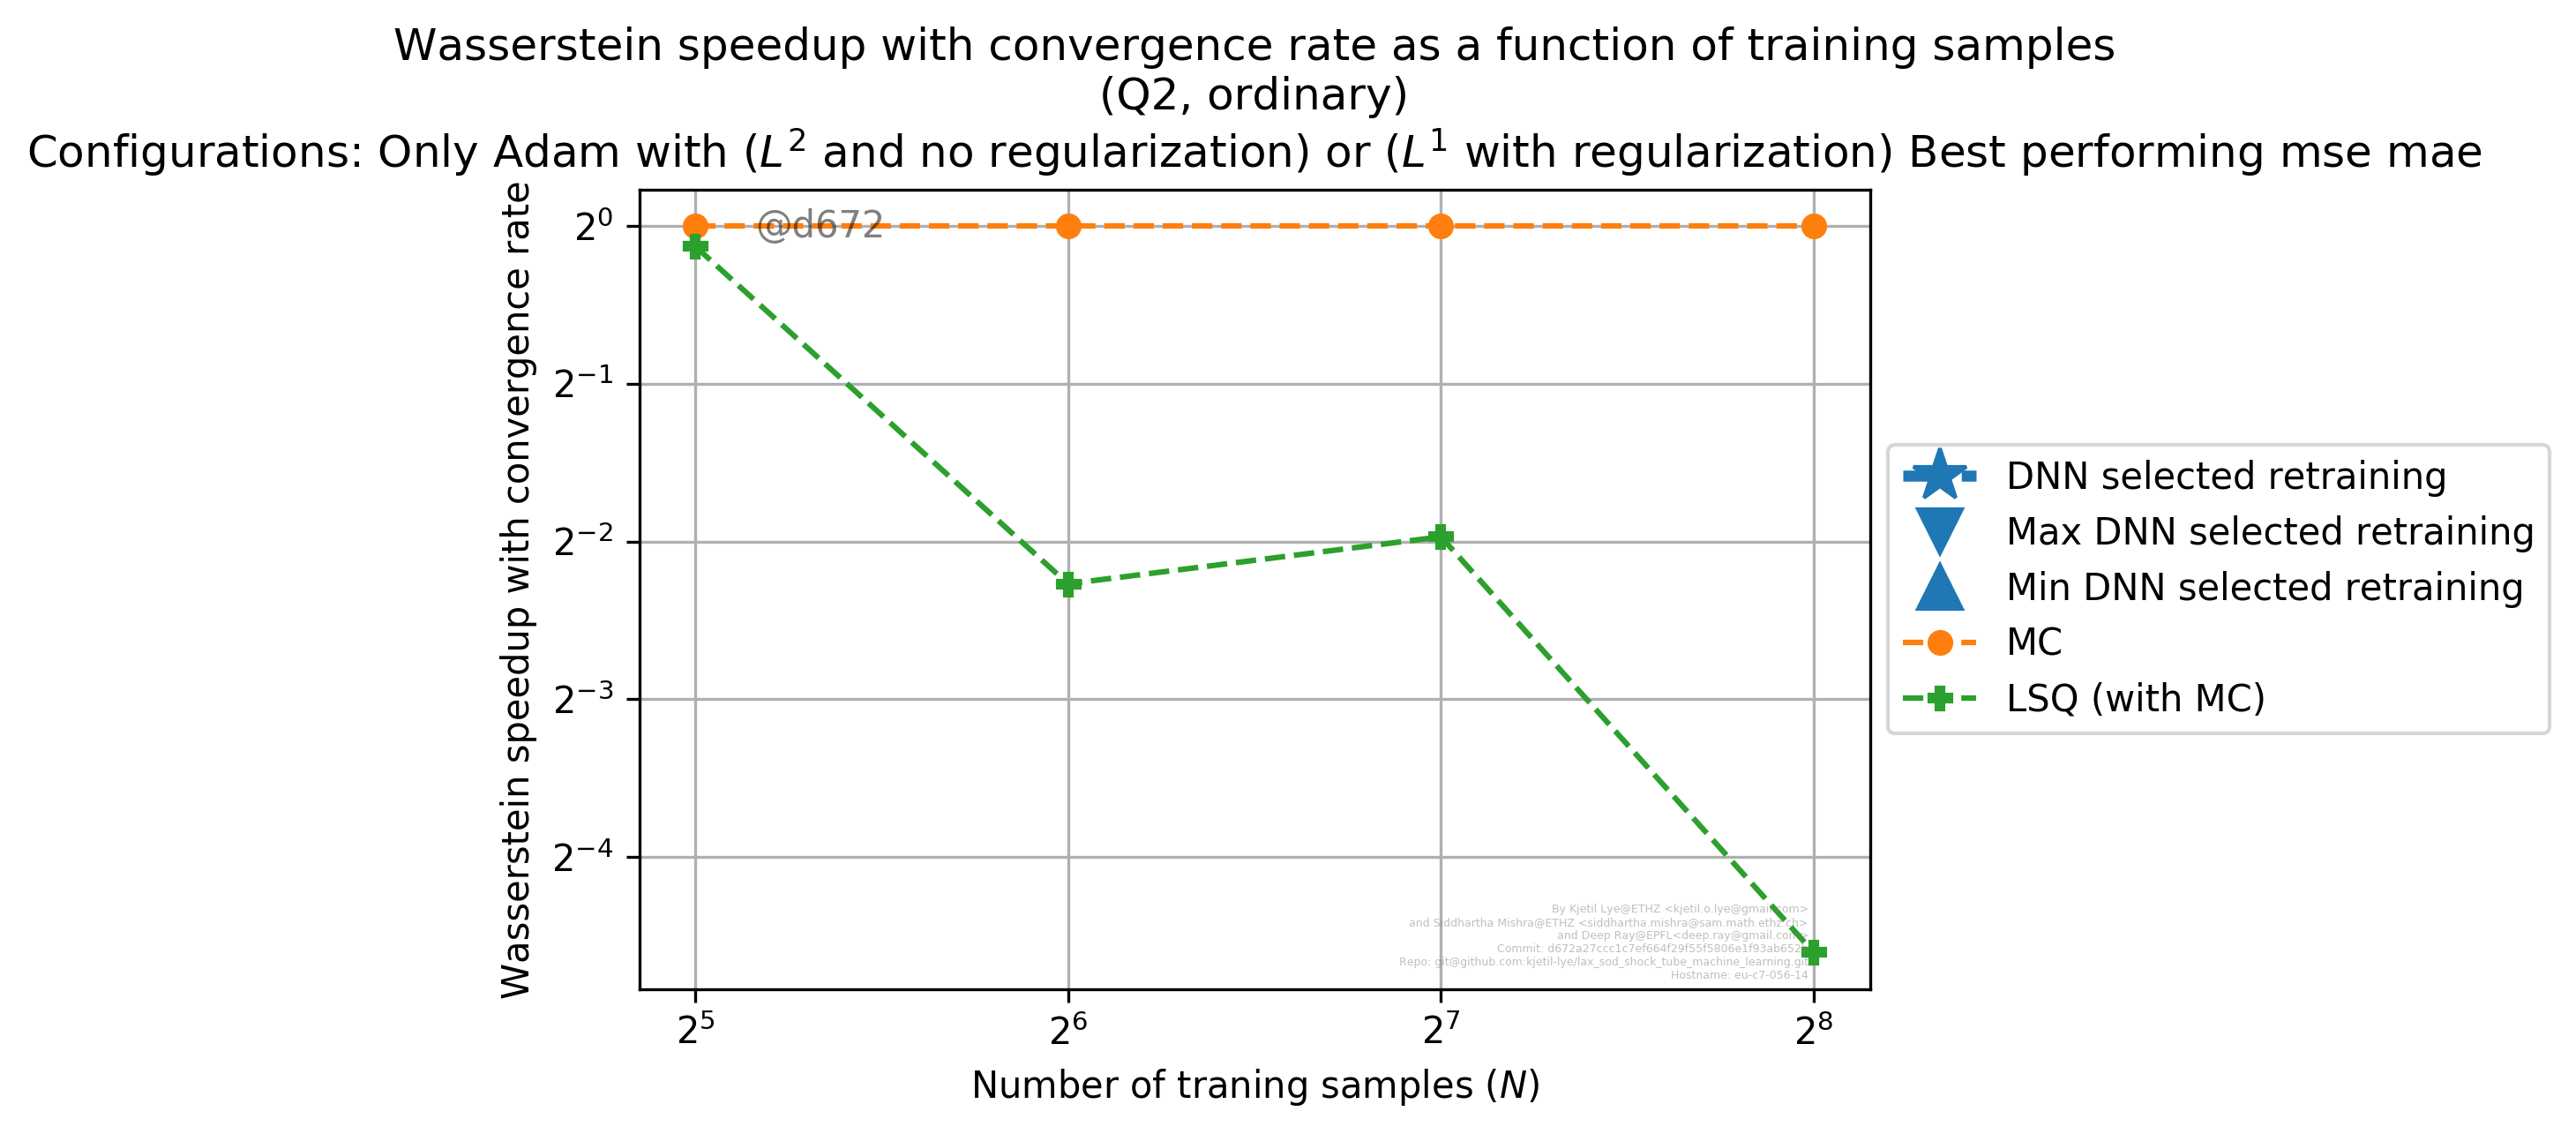 Wasserstein speedup with convergence rate as a function of training samples
(Q2, ordinary)
Configurations: Only Adam with (L² and no regularization) or (L¹ with regularization) Best performing mse mae
Wasserstein speedup with convergence rate
2⁰
2⁻¹
2⁻²
2⁻³
2⁻⁴
@d672
By Kjetil Lye@ETHZ <kjetil.o.lye@gmail.com>
and Siddhartha Mishra@ETHZ <siddhartha.mishra@sam.math.ethz.ch>
and Deep Ray@EPFL<deep.ray@gmail.com>
Commit:
Repo: git@github.com:kjetil-lye/lax_sod_shock_tube_machine_learning.git
Hostname: eu-c7-056-14
2⁵
2⁶
2⁷
2⁸
Number of traning samples (N)
DNN selected retraining
Max DNN selected retraining
Min DNN selected retraining
MC
LSQ (with MC)